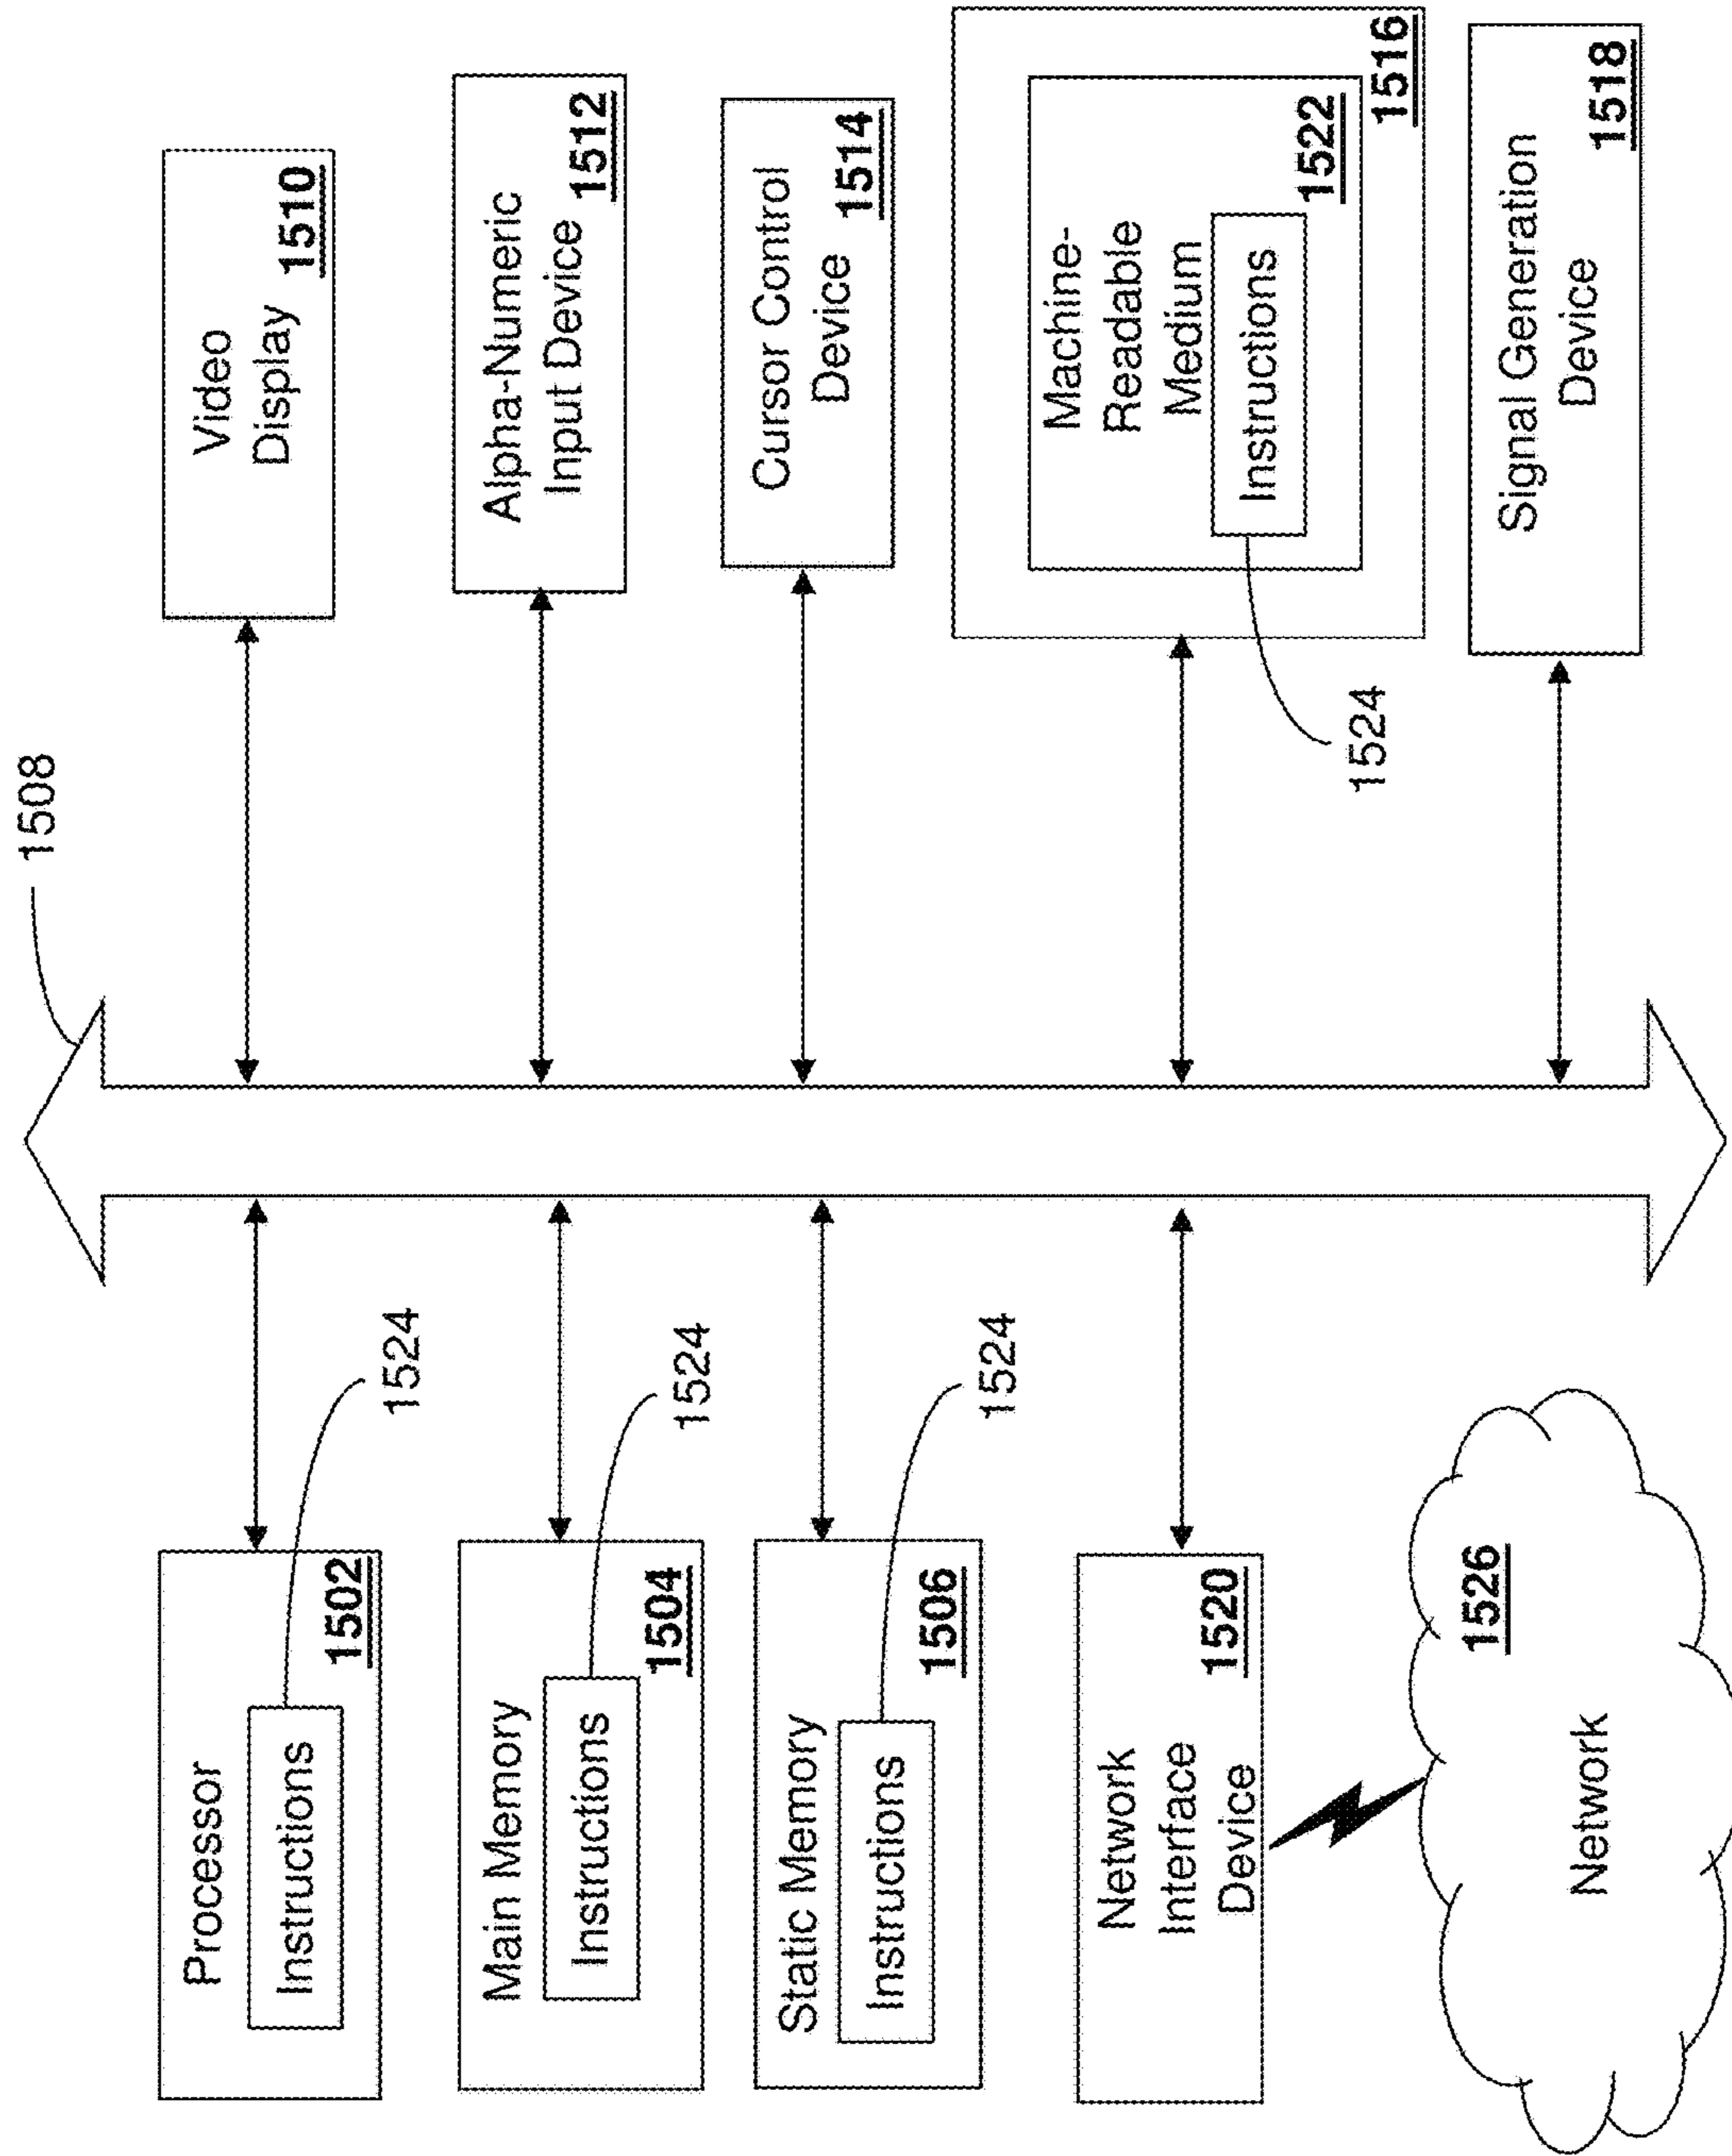 1508
Processor
Instructions
1502
1524
Main Memory
Instructions
1504
1524
Static Memory
Instructions
1506
1524
Network
Interface
Device
1520
1526
Network
Video
Display
1510
Alpha-Numeric
Input Device
1512
Cursor Control
Device
1514
Machine-
Readable
Medium
Instructions
1522
1516
1524
Signal Generation
Device
1518